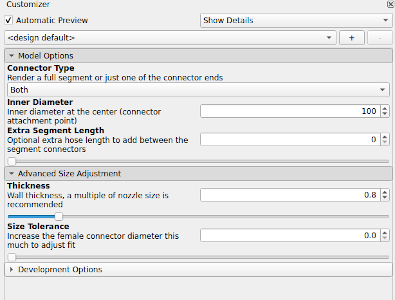 Customizer
Automatic Preview
Show Details
<design default>
+
-
Model Options
Connector Type
Render a full segment or just one of the connector ends
Both
Inner Diameter
Inner diameter at the center (connector
attachment point)
100
Extra Segment Length
Optional extra hose length to add between the
segment connectors
0
Advanced Size Adjustment
Thickness
Wall thickness, a multiple of nozzle size is
recommended
0.8
Size Tolerance
Increase the female connector diameter this
much to adjust fit
0.0
Development Options